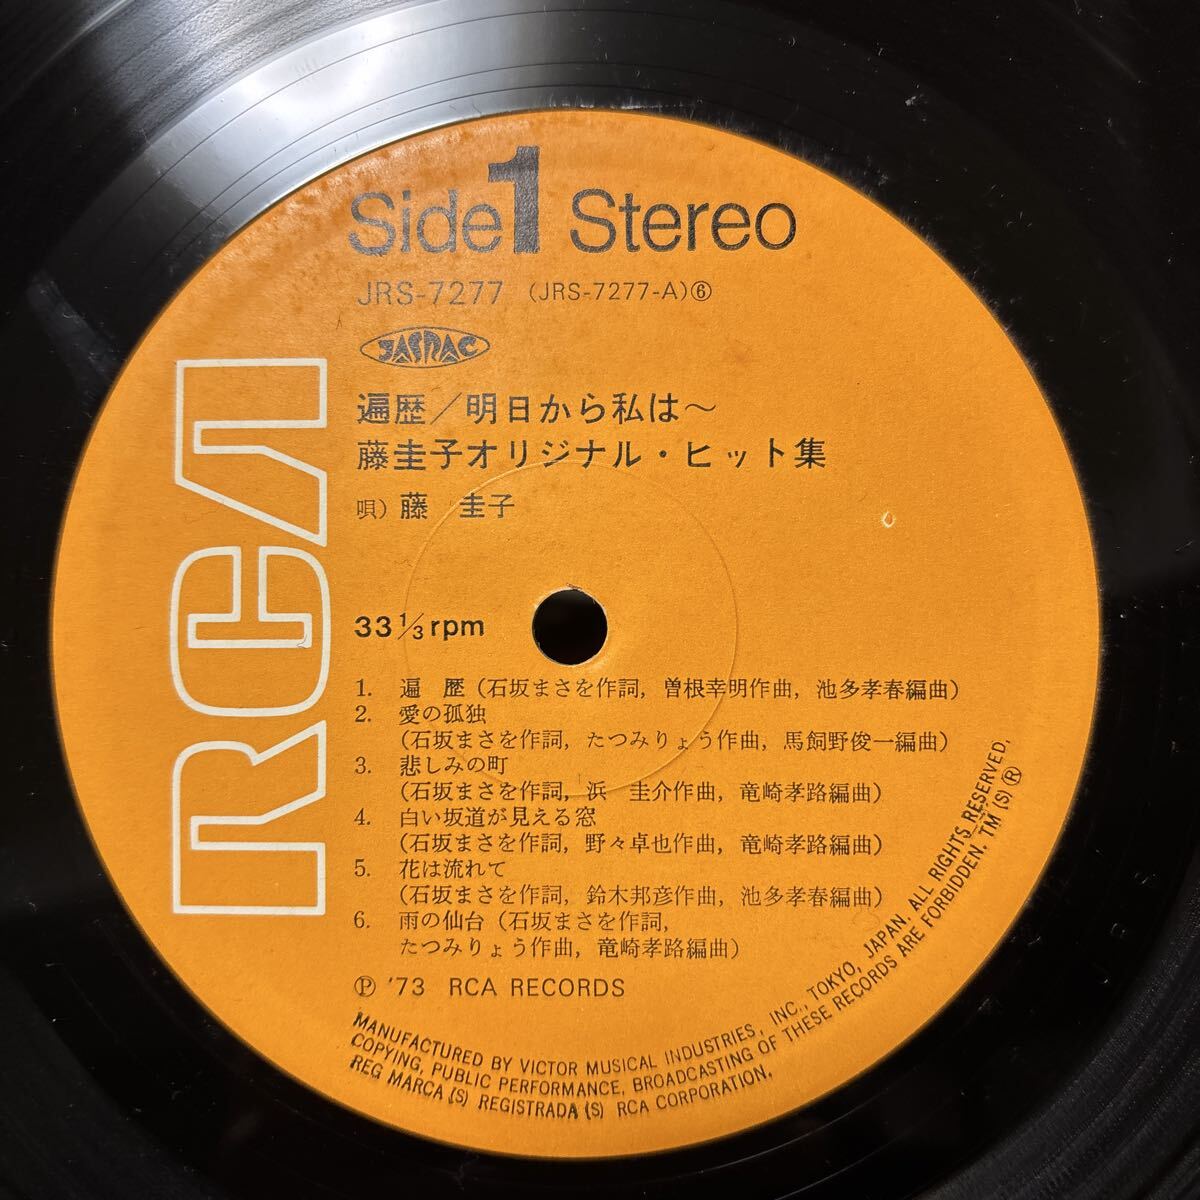 Side 1 Stereo
JRS-7277 (JRS-7277-A)⑥
JASRAC
遍歴／明日から私は～
藤圭子オリジナル・ヒット集
唄）藤 圭子
RCA
33 1/3 rpm
1. 遍 歴（石坂まさを作詞, 曽根幸明作曲, 池多孝春編曲）
2. 愛の孤独
（石坂まさを作詞, たつみりょう作曲, 馬飼野俊一編曲）
3. 悲しみの町
（石坂まさを作詞, 浜 圭介作曲, 竜崎孝路編曲）
4. 白い坂道が見える窓
（石坂まさを作詞, 野々卓也作曲, 竜崎孝路編曲）
5. 花は流れて
（石坂まさを作詞, 鈴木邦彦作曲, 池多孝春編曲）
6. 雨の仙台（石坂まさを作詞,
たつみりょう作曲, 竜崎孝路編曲）
Ⓟ '73 RCA RECORDS
MANUFACTURED BY VICTOR MUSICAL INDUSTRIES, INC., TOKYO, JAPAN. ALL RIGHTS RESERVED.
COPYING, PUBLIC PERFORMANCE, BROADCASTING OF THESE RECORDS ARE FORBIDDEN. TM (S) ®
REG MARCA (S) REGISTRADA (S) RCA CORPORATION.